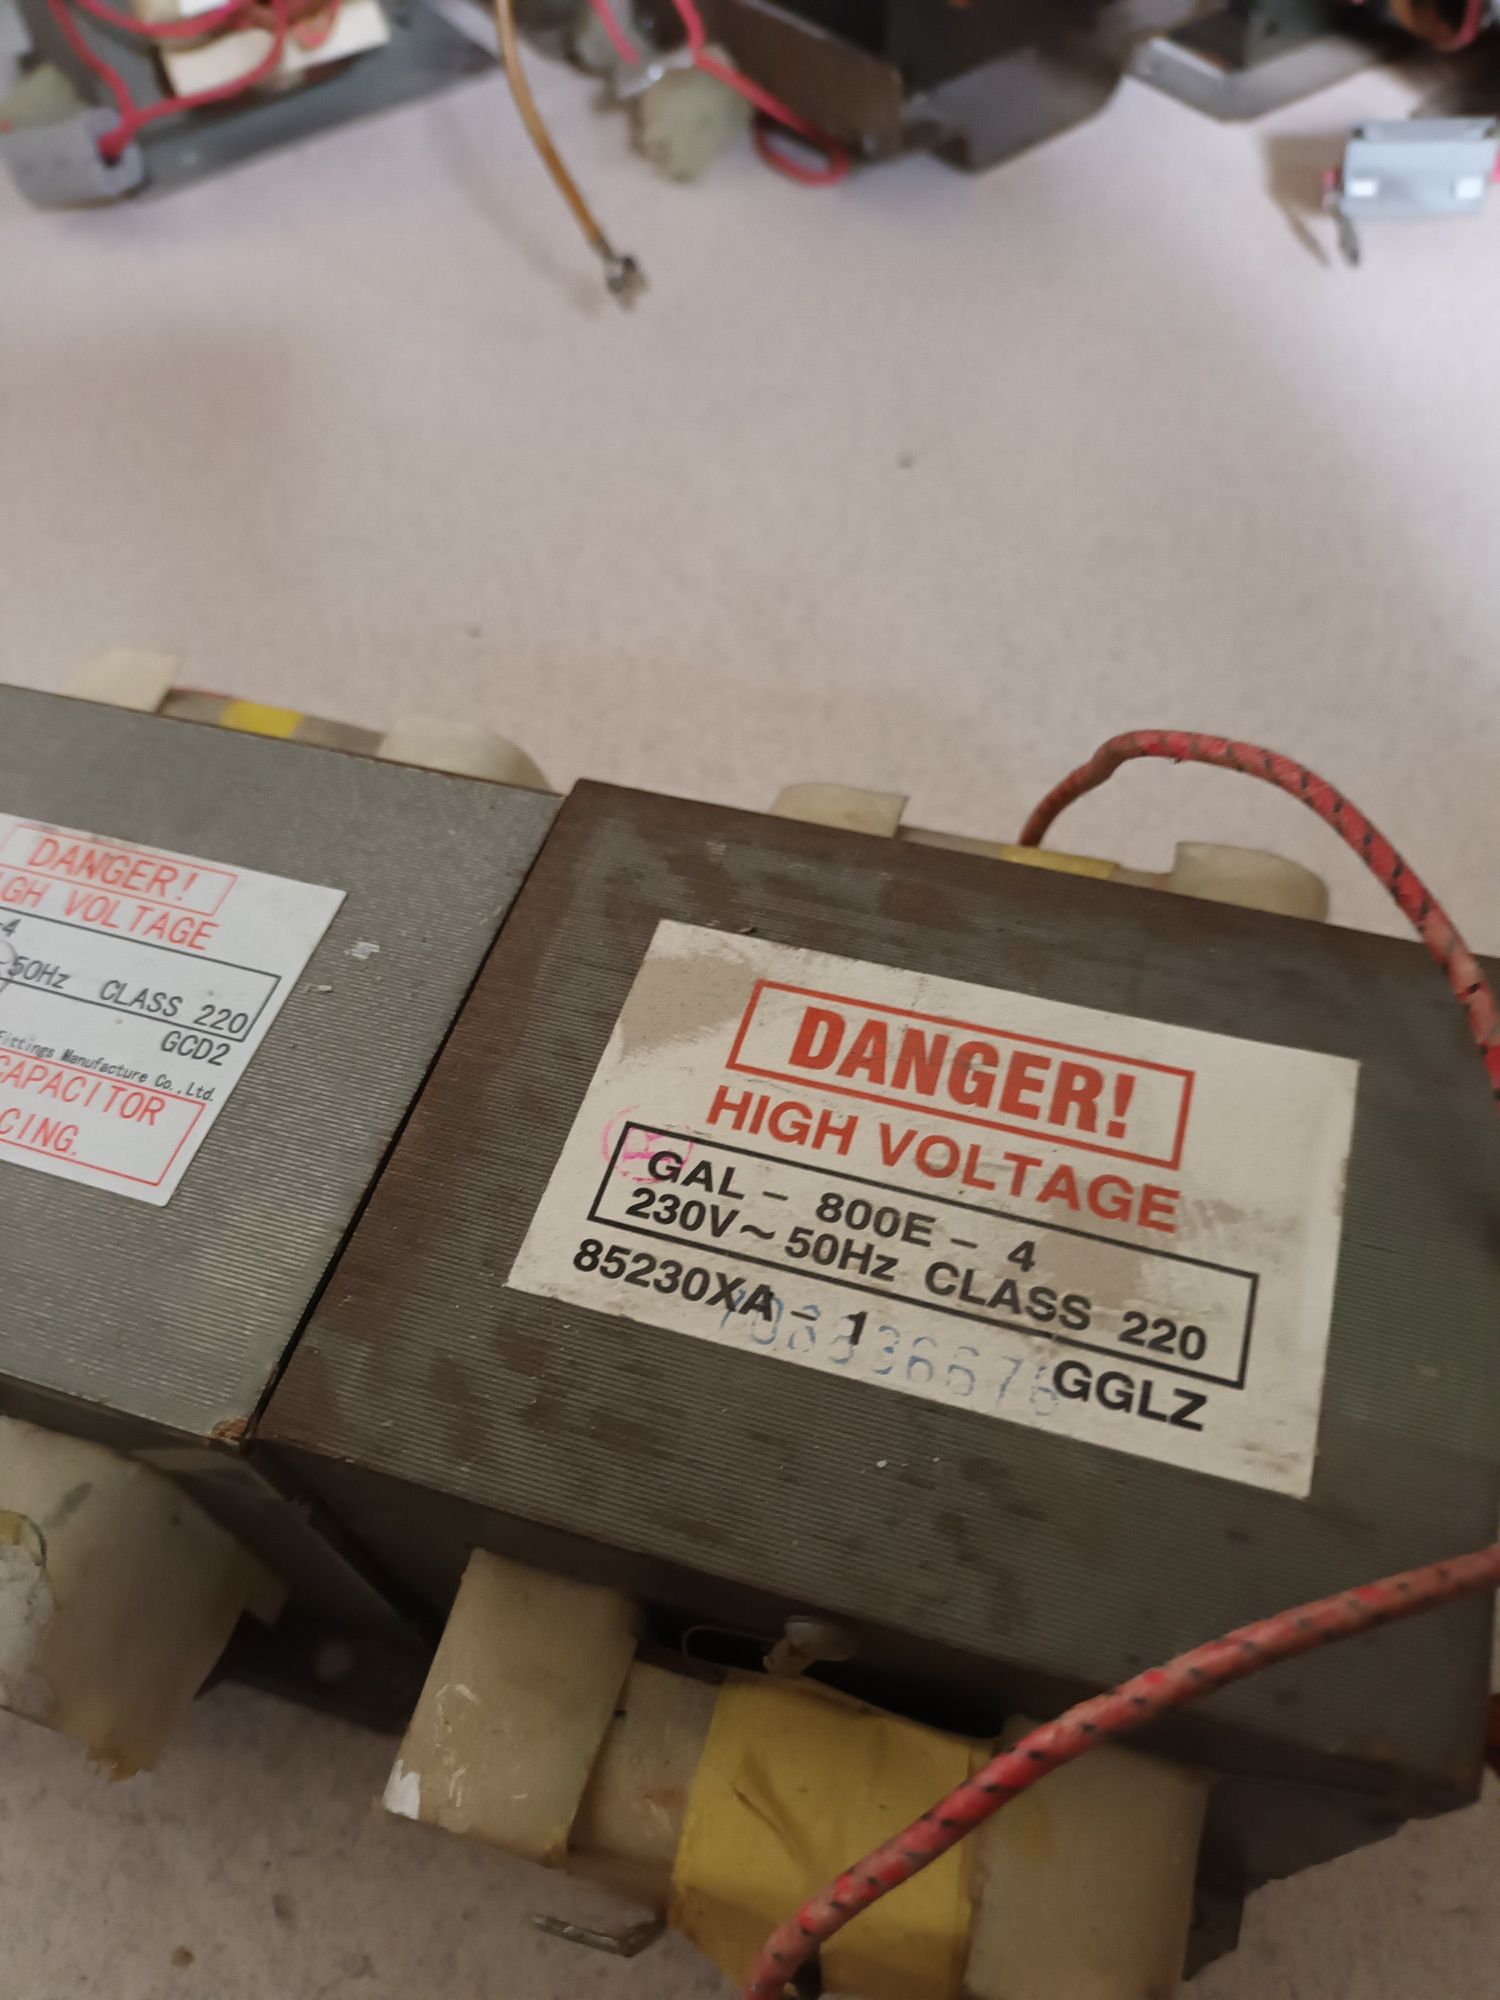 DANGER!
HIGH VOLTAGE
-4
50Hz CLASS 220
GCD2
Fittings Manufacture Co.,Ltd.
CAPACITOR
CING.
DANGER!
HIGH VOLTAGE
GAL - 800E - 4
230V~50Hz CLASS 220
85230XA - 1
GGLZ